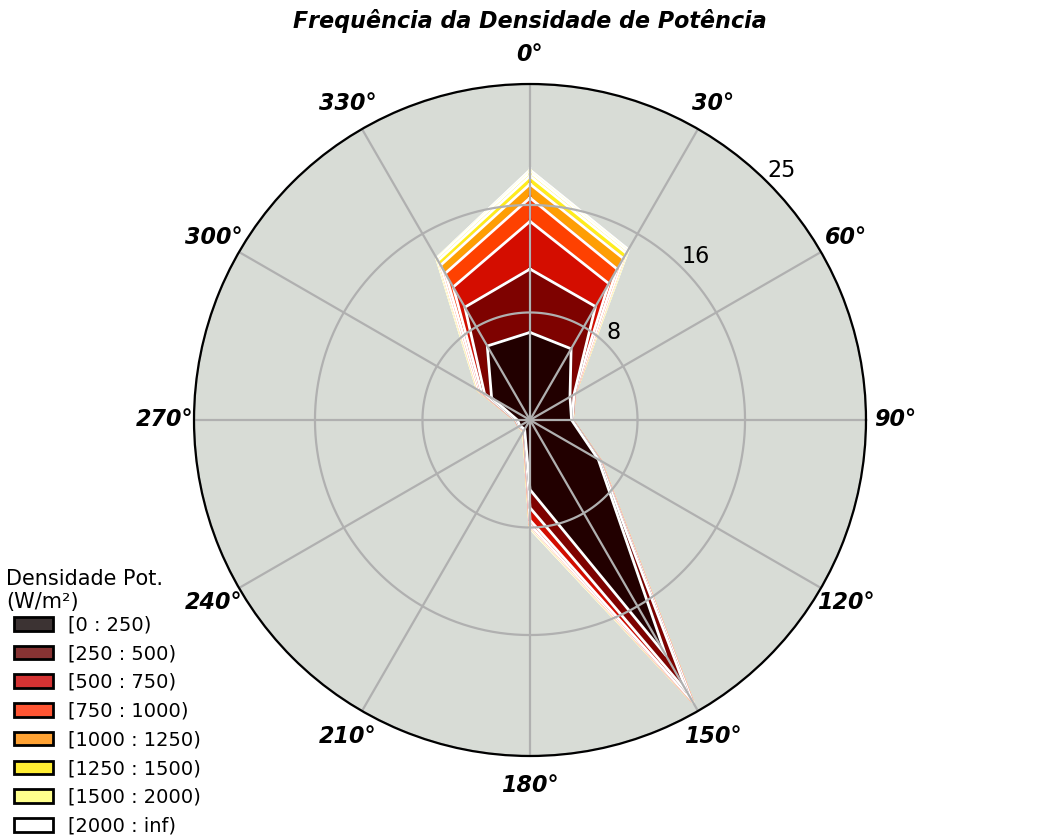 Frequência da Densidade de Potência
0°
330°
30°
25
300°
60°
16
8
270°
90°
240°
120°
210°
150°
180°
Densidade Pot.
(W/m²)
[0 : 250)
[250 : 500)
[500 : 750)
[750 : 1000)
[1000 : 1250)
[1250 : 1500)
[1500 : 2000)
[2000 : inf)